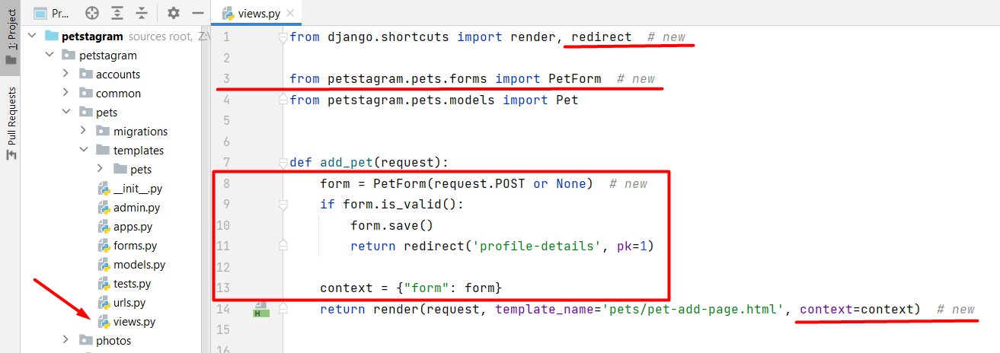 1: Project
Pull Requests
Pr...
petstagram sources root, Z:\
petstagram
accounts
common
pets
migrations
templates
pets
__init__.py
admin.py
apps.py
forms.py
models.py
tests.py
urls.py
views.py
photos
views.py
1 from django.shortcuts import render, redirect # new
2
3 from petstagram.pets.forms import PetForm # new
4 from petstagram.pets.models import Pet
5
6
7 def add_pet(request):
8 form = PetForm(request.POST or None) # new
9 if form.is_valid():
10 form.save()
11 return redirect('profile-details', pk=1)
12
13 context = {"form": form}
14 return render(request, template_name='pets/pet-add-page.html', context=context) # new
15
16